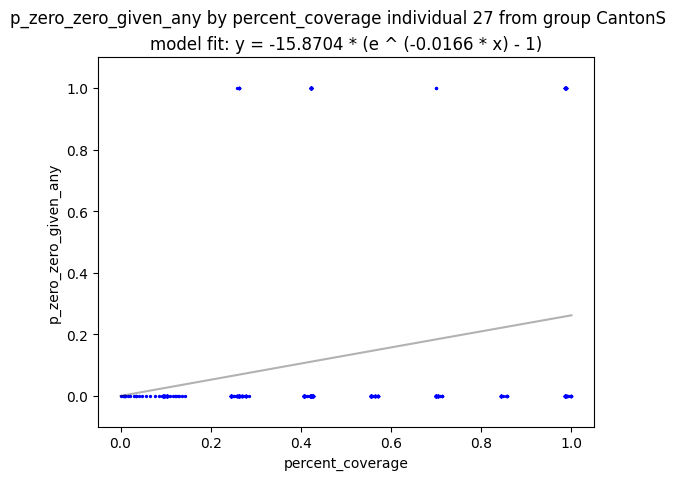 p_zero_zero_given_any by percent_coverage individual 27 from group CantonS
model fit: y = -15.8704 * (e ^ (-0.0166 * x) - 1)
1.0
0.8
0.6
0.4
0.2
0.0
p_zero_zero_given_any
0.0 0.2 0.4 0.6 0.8 1.0
percent_coverage